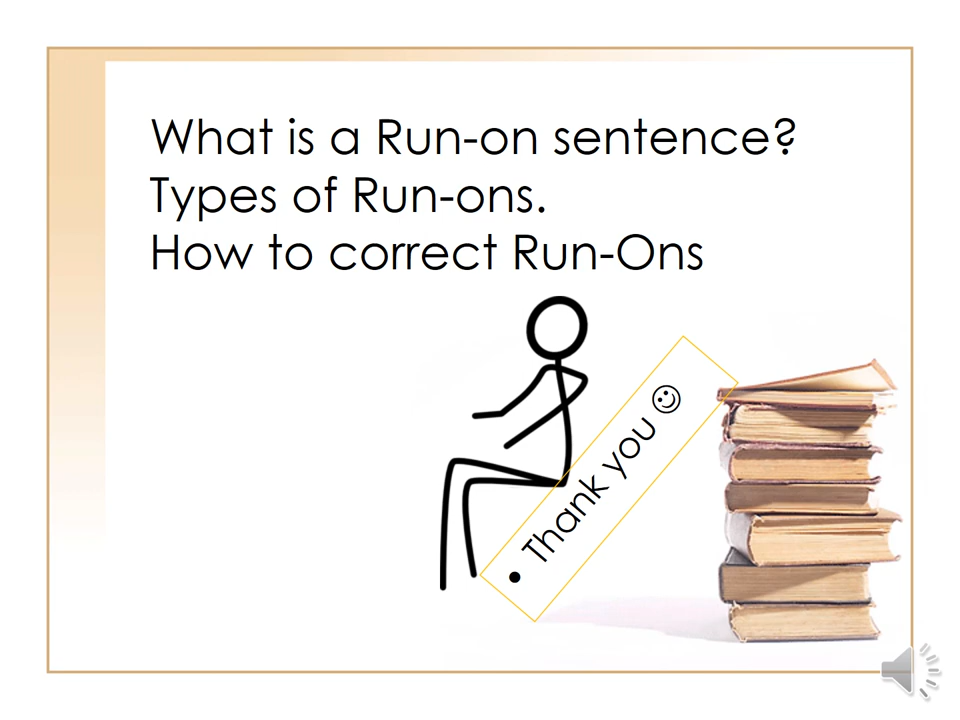 What is a Run-on sentence?
Types of Run-ons.
How to correct Run-Ons
• Thank you ☺